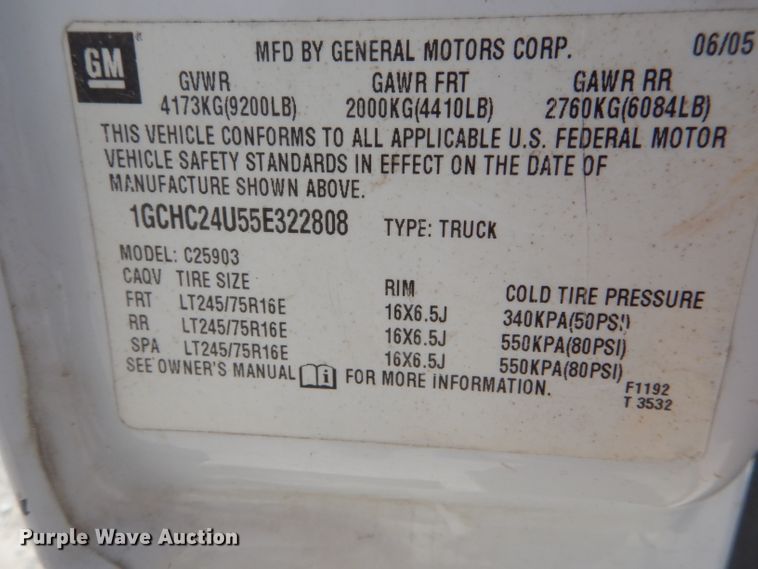 GM
MFD BY GENERAL MOTORS CORP. 06/05
GVWR GAWR FRT GAWR RR
4173KG(9200LB) 2000KG(4410LB) 2760KG(6084LB)
THIS VEHICLE CONFORMS TO ALL APPLICABLE U.S. FEDERAL MOTOR
VEHICLE SAFETY STANDARDS IN EFFECT ON THE DATE OF
MANUFACTURE SHOWN ABOVE.
1GCHC24U55E322808 TYPE: TRUCK
MODEL: C25903
CAQV TIRE SIZE RIM COLD TIRE PRESSURE
FRT LT245/75R16E 16X6.5J 340KPA(50PSI)
RR LT245/75R16E 16X6.5J 550KPA(80PSI)
SPA LT245/75R16E 16X6.5J 550KPA(80PSI)
SEE OWNER'S MANUAL i FOR MORE INFORMATION.
F1192
T 3532
Purple Wave Auction